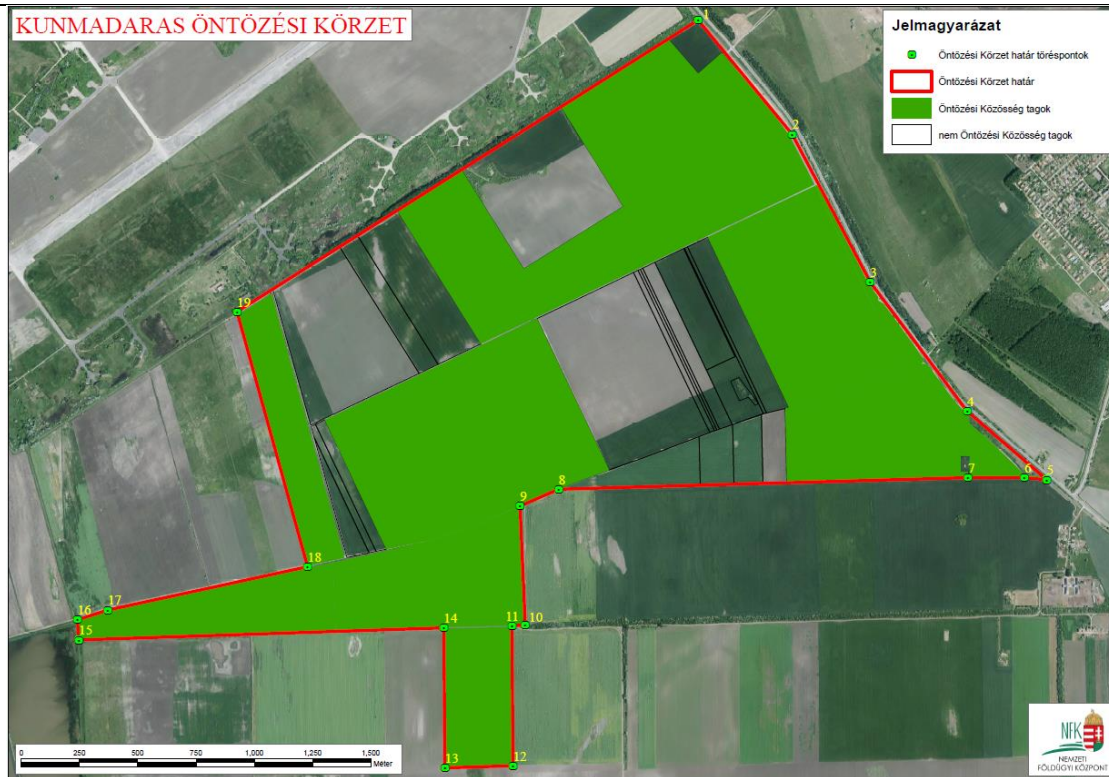 KUNMADARAS ÖNTÖZÉSI KÖRZET
Jelmagyarázat
Öntözési Körzet határ töréspontok
Öntözési Körzet határ
Öntözési Közösség tagok
nem Öntözési Közösség tagok
1
2
3
4
5
6
7
8
9
10
11
12
13
14
15
16
17
18
19
0 250 500 750 1,000 1,250 1,500
Méter
NFK
NEMZETI
FÖLDÜGYI KÖZPONT